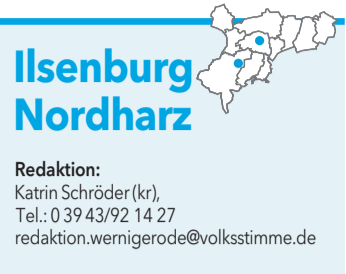 Ilsenburg
Nordharz
Redaktion:
Katrin Schröder (kr),
Tel.: 0 39 43/92 14 27
redaktion.wernigerode@volksstimme.de